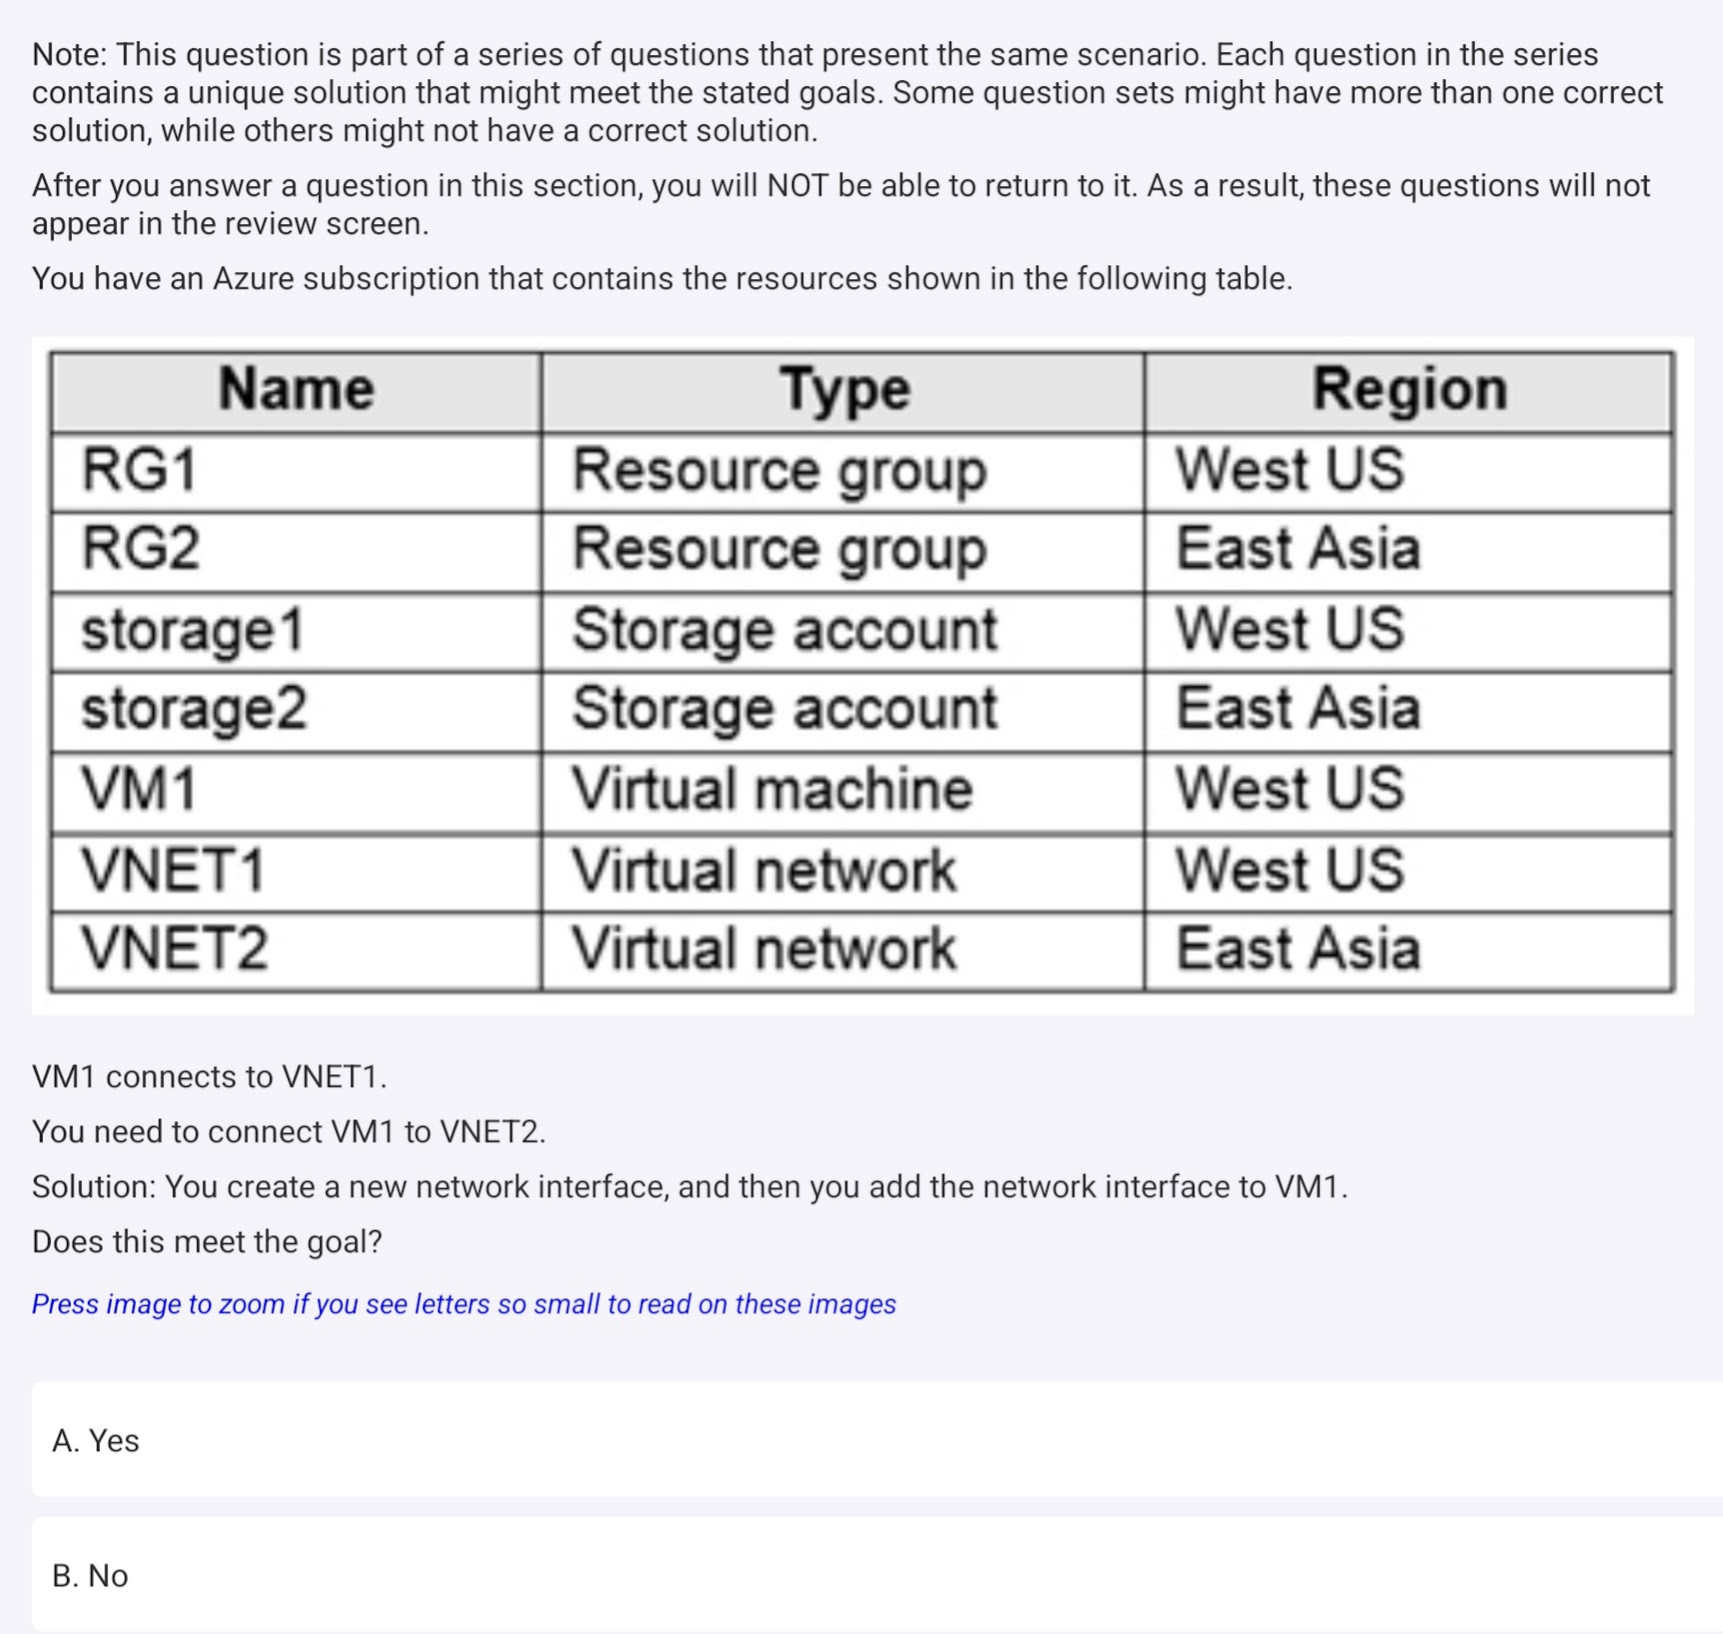 Note: This question is part of a series of questions that present the same scenario. Each question in the series
contains a unique solution that might meet the stated goals. Some question sets might have more than one correct
solution, while others might not have a correct solution.
After you answer a question in this section, you will NOT be able to return to it. As a result, these questions will not
appear in the review screen.
You have an Azure subscription that contains the resources shown in the following table.
Name Type Region
RG1 Resource group West US
RG2 Resource group East Asia
storage1 Storage account West US
storage2 Storage account East Asia
VM1 Virtual machine West US
VNET1 Virtual network West US
VNET2 Virtual network East Asia
VM1 connects to VNET1.
You need to connect VM1 to VNET2.
Solution: You create a new network interface, and then you add the network interface to VM1.
Does this meet the goal?
Press image to zoom if you see letters so small to read on these images
A. Yes
B. No